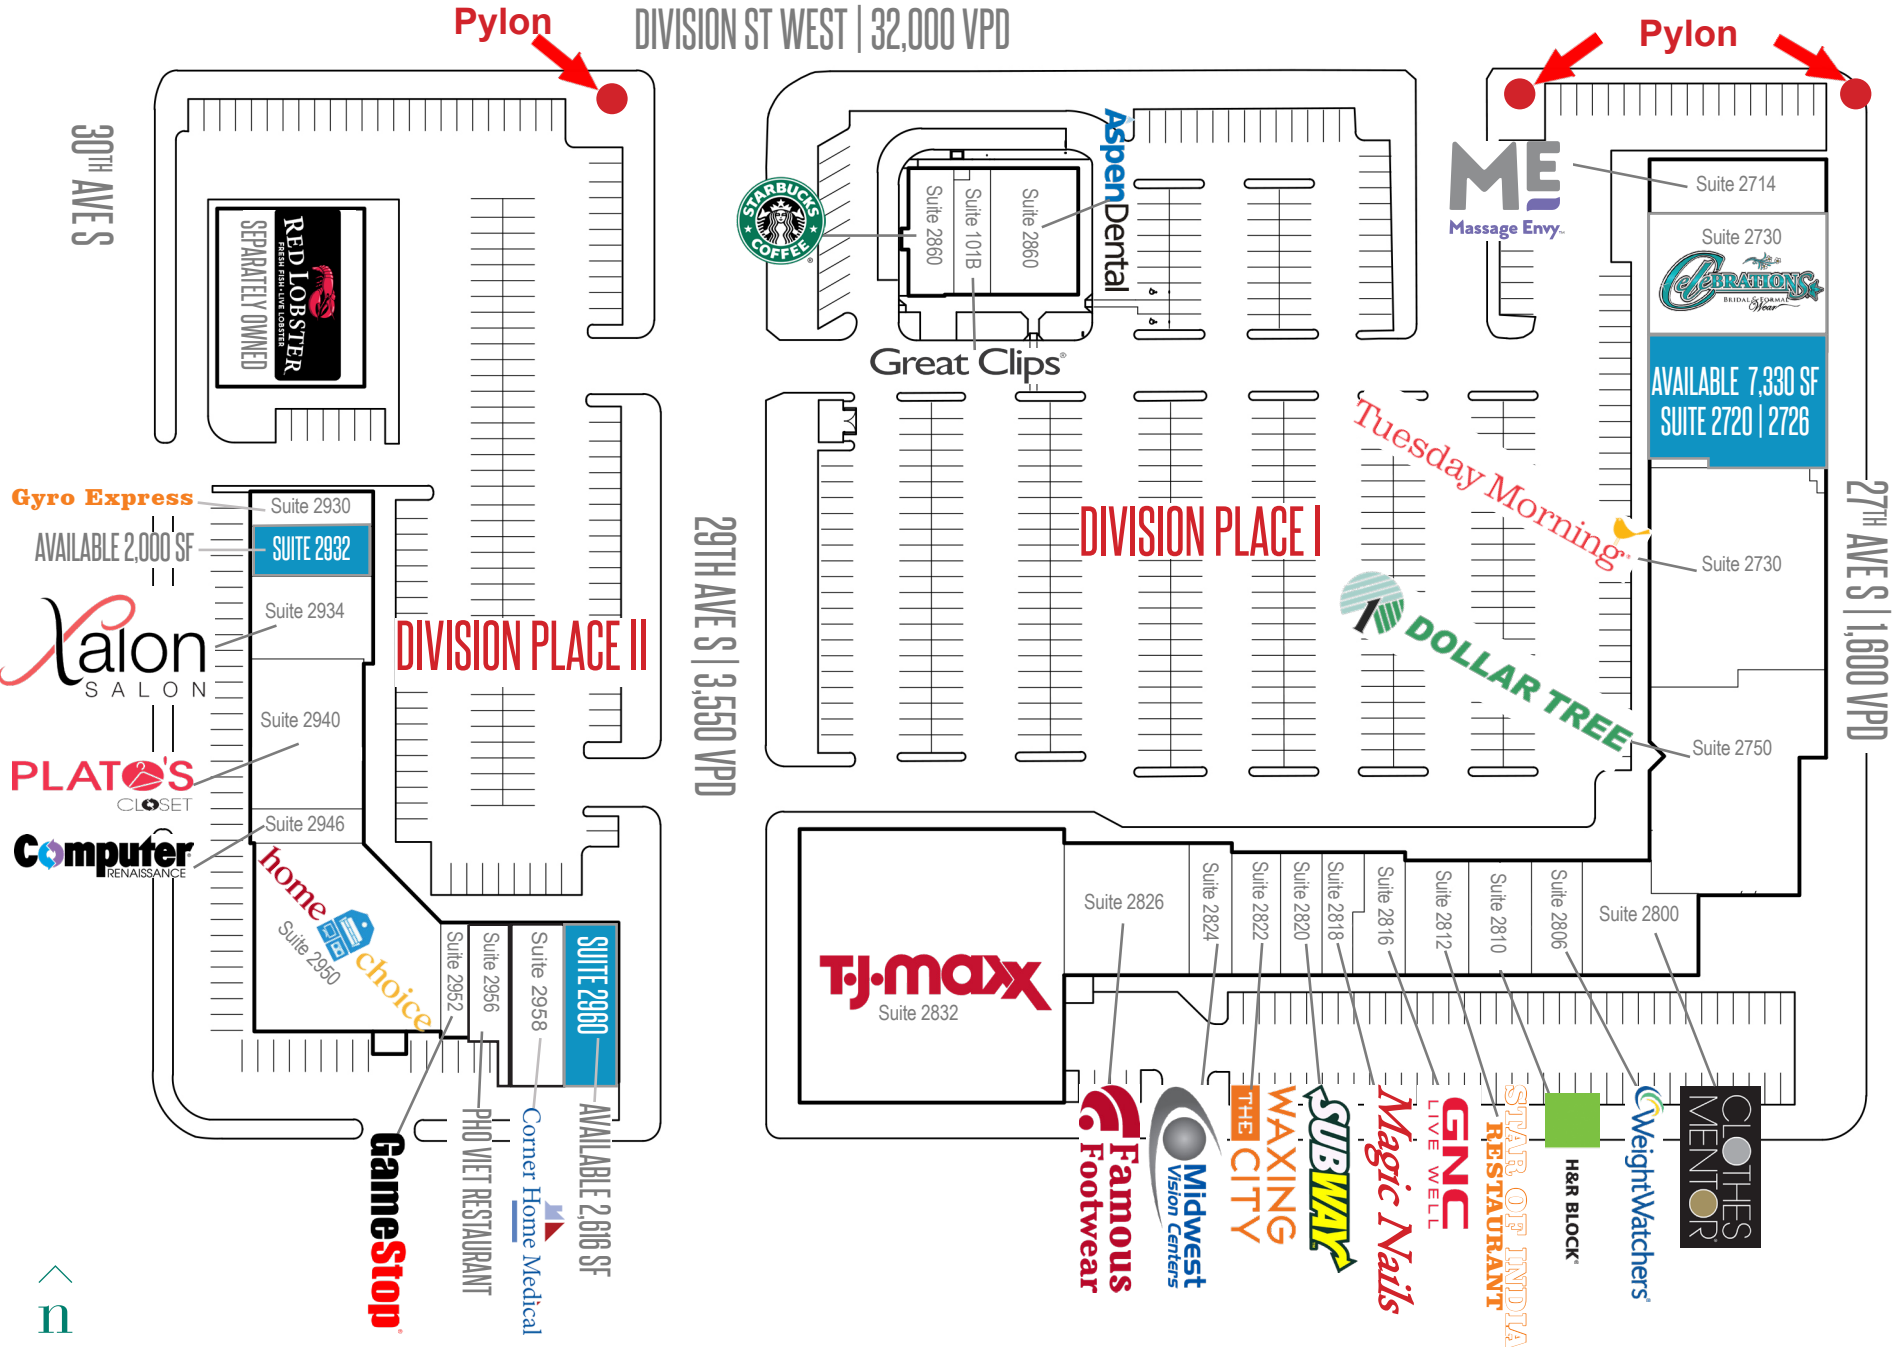 Pylon
DIVISION ST WEST | 32,000 VPD
Pylon
30TH AVE S
RED LOBSTER
FRESH FISH • LIVE LOBSTER
SEPARATELY OWNED
STARBUCKS
COFFEE
Suite 2860
Suite 101B
Suite 2860
AspenDental
Great Clips®
ME
Massage Envy
Suite 2714
Suite 2730
CELEBRATIONS
BRIDAL & FORMAL
Wear
AVAILABLE 7,330 SF
SUITE 2720 | 2726
Tuesday Morning
Suite 2730
DOLLAR TREE
Suite 2750
27TH AVE S | 1,600 VPD
Gyro Express
Suite 2930
AVAILABLE 2,000 SF
SUITE 2932
Xalon
SALON
Suite 2934
DIVISION PLACE II
29TH AVE S | 3,550 VPD
DIVISION PLACE I
Suite 2940
PLATO'S
CLOSET
Suite 2946
Computer
RENAISSANCE
home
choice
Suite 2950
Suite 2952
Suite 2956
Suite 2958
SUITE 2960
T•J•maxx
Suite 2832
Suite 2826
Suite 2824
Suite 2822
Suite 2820
Suite 2818
Suite 2816
Suite 2812
Suite 2810
Suite 2806
Suite 2800
GameStop
PHO VIET RESTAURANT
Corner Home Medical
AVAILABLE 2,616 SF
Famous
Footwear
Midwest
Vision Centers
THE
WAXING
CITY
SUBWAY
Magic Nails
GNC
LIVE WELL
STAR OF INDIA
RESTAURANT
H&R BLOCK®
WeightWatchers
CLOTHES
MENTOR
n